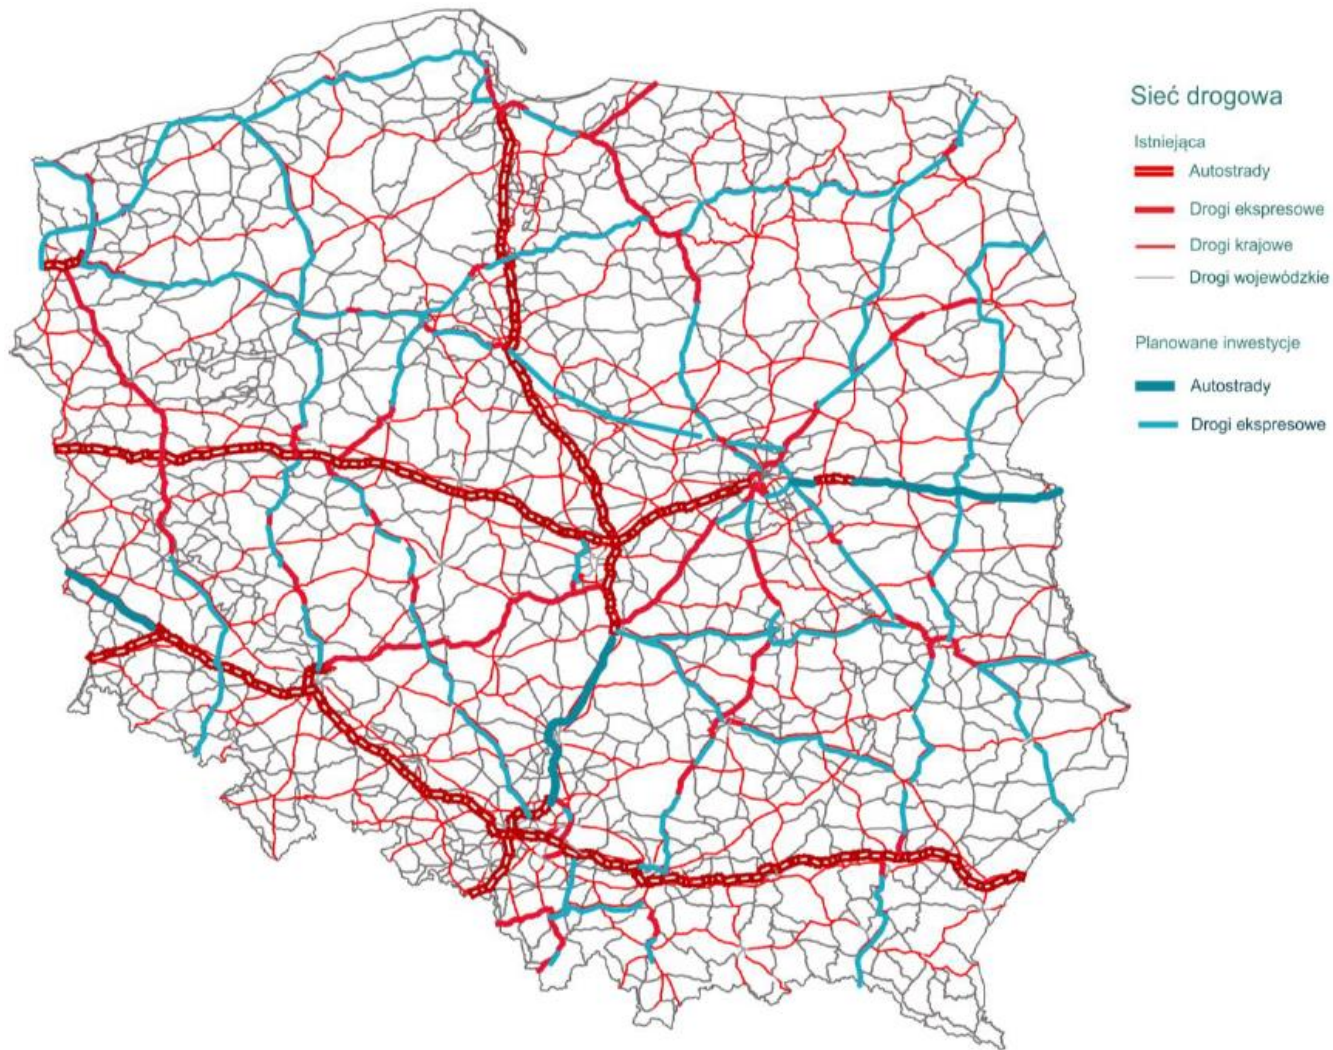 Sieć drogowa
Istniejąca
Autostrady
Drogi ekspresowe
Drogi krajowe
Drogi wojewódzkie
Planowane inwestycje
Autostrady
Drogi ekspresowe